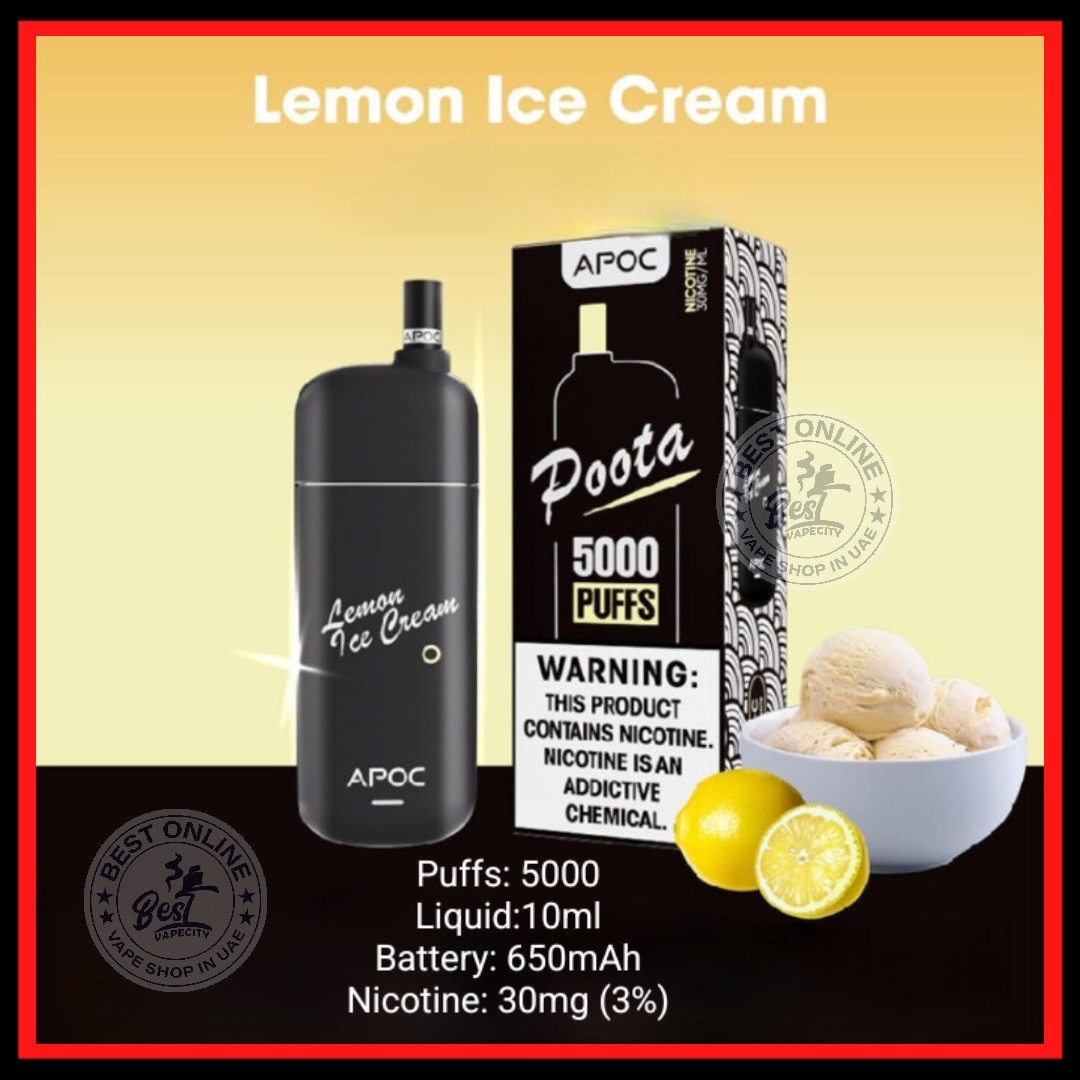 Lemon Ice Cream
APOC
NICOTINE
30MG/ML
APOC
Poota
5000
PUFFS
Lemon
Ice Cream
APOC
WARNING:
THIS PRODUCT
CONTAINS NICOTINE.
NICOTINE IS AN
ADDICTIVE
CHEMICAL.
BEST ONLINE
Best
VAPECITY
VAPE SHOP IN UAE
BEST ONLINE
Best
VAPECITY
VAPE SHOP IN UAE
Puffs: 5000
Liquid:10ml
Battery: 650mAh
Nicotine: 30mg (3%)